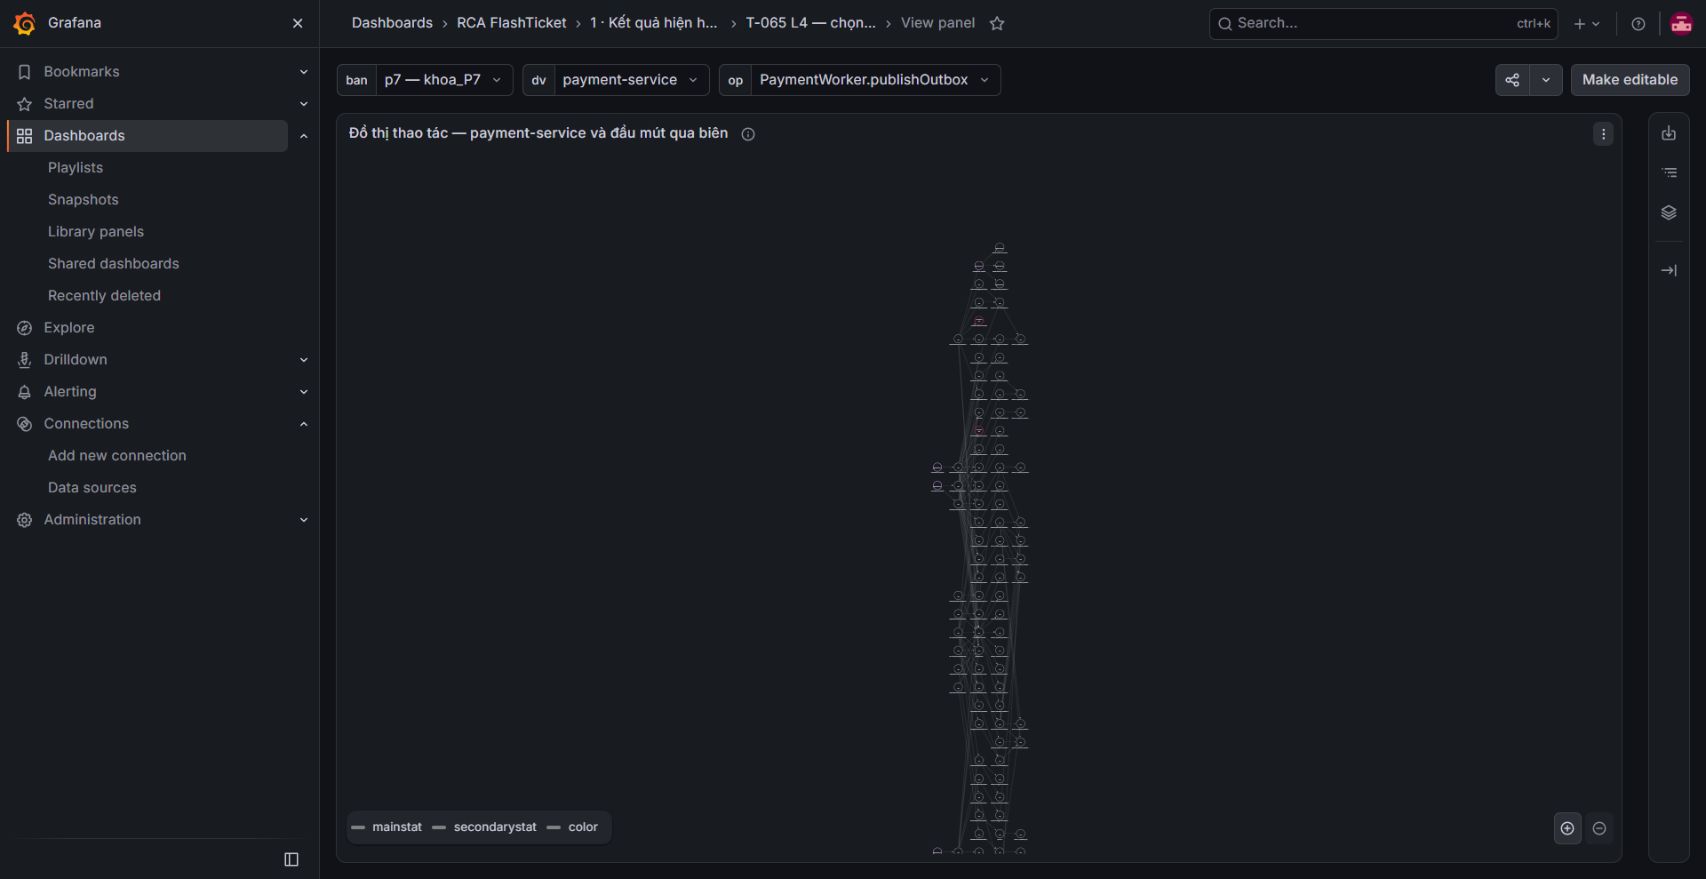 Grafana
Dashboards › RCA FlashTicket › 1 · Kết quả hiện h... › T-065 L4 — chọn... › View panel
Search...
ctrl+k
Bookmarks
Starred
Dashboards
Playlists
Snapshots
Library panels
Shared dashboards
Recently deleted
Explore
Drilldown
Alerting
Connections
Add new connection
Data sources
Administration
ban p7 — khoa_P7
dv payment-service
op PaymentWorker.publishOutbox
Make editable
Đồ thị thao tác — payment-service và đầu mút qua biên
mainstat secondarystat color